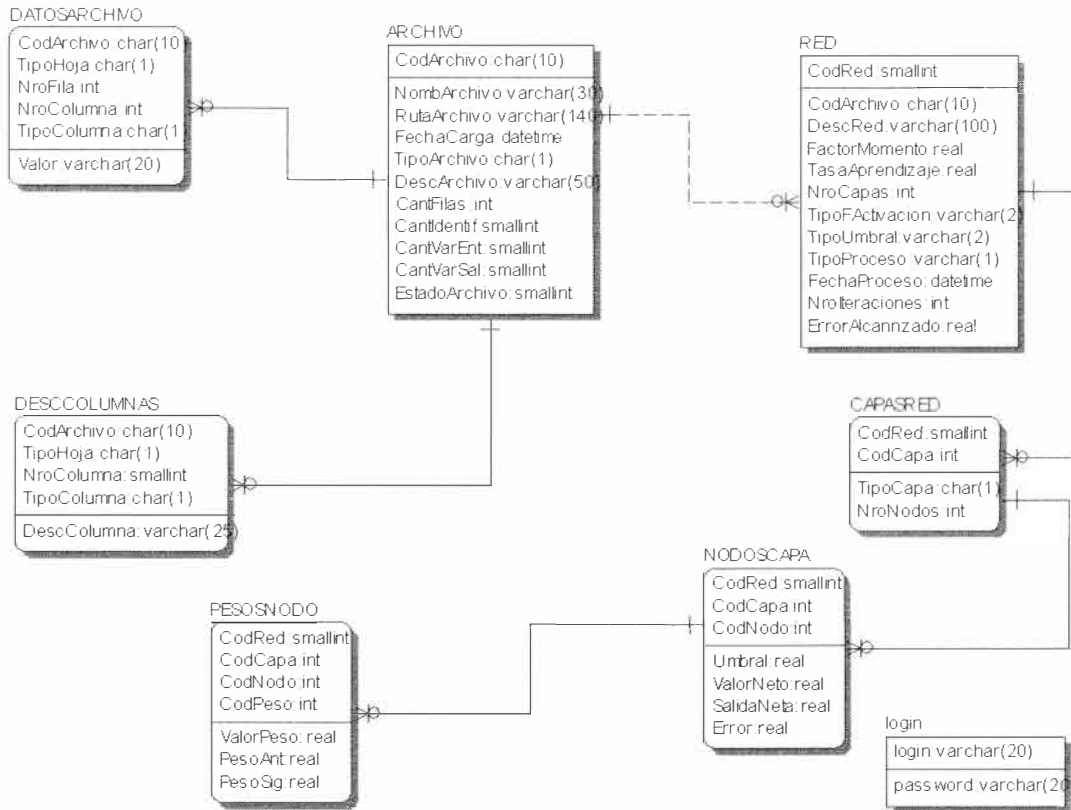 DATOSARCHIVO
CodArchivo: char(10
TipoHoja: char(1)
NroFila: int
NroColumna: int
TipoColumna: char(1
Valor: varchar(20)
ARCHIVO
CodArchivo: char(10)
NombArchivo: varchar(30)
RutaArchivo: varchar(140)
FechaCarga: datetime
TipoArchivo: char(1)
DescArchivo: varchar(50)
CantFilas: int
CantIdentif: smallint
CantVarEnt: smallint
CantVarSal: smallint
EstadoArchivo: smallint
RED
CodRed: smallint
CodArchivo: char(10)
DescRed: varchar(100)
FactorMomento: real
TasaAprendizaje: real
NroCapas: int
TipoFActivacion: varchar(2)
TipoUmbral: varchar(2)
TipoProceso: varchar(1)
FechaProceso: datetime
NroIteraciones: int
ErrorAlcannzado: real
DESCCOLUMNAS
CodArchivo: char(10)
TipoHoja: char(1)
NroColumna: smallint
TipoColumna: char(1)
DescColumna: varchar(25)
CAPASRED
CodRed: smallint
CodCapa: int
TipoCapa: char(1)
NroNodos: int
NODOSCAPA
CodRed: smallint
CodCapa: int
CodNodo: int
Umbral: real
ValorNeto: real
SalidaNeta: real
Error: real
PESOSNODO
CodRed: smallint
CodCapa: int
CodNodo: int
CodPeso: int
ValorPeso: real
PesoAnt: real
PesoSig: real
login
login: varchar(20)
password: varchar(20